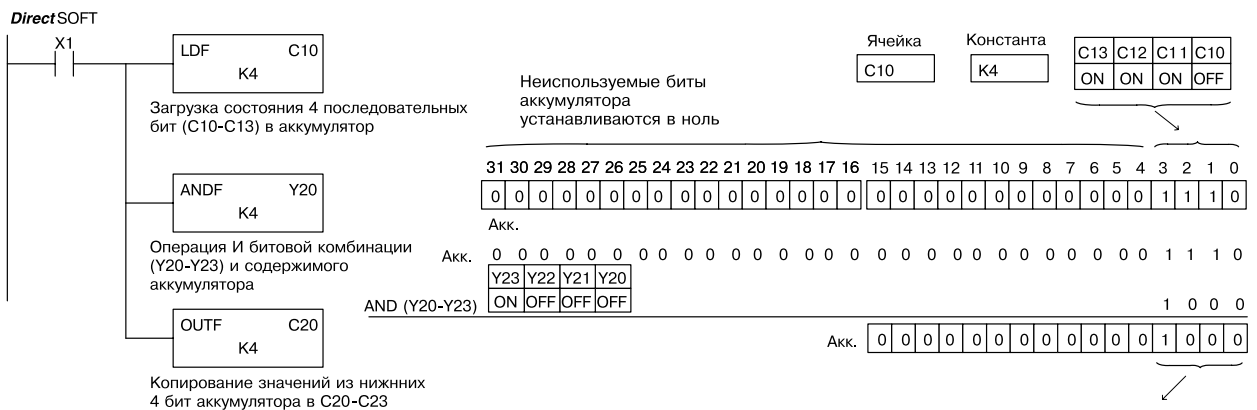 DirectSOFT
X1
LDF C10
K4
Загрузка состояния 4 последовательных
бит (C10-C13) в аккумулятор
ANDF Y20
K4
Операция И битовой комбинации
(Y20-Y23) и содержимого
аккумулятора
OUTF C20
K4
Копирование значений из нижнних
4 бит аккумулятора в C20-C23
Неиспользуемые биты
аккумулятора
устанавливаются в ноль
Ячейка Константа
C10 K4
C13 C12 C11 C10
ON ON ON OFF
31 30 29 28 27 26 25 24 23 22 21 20 19 18 17 16 15 14 13 12 11 10 9 8 7 6 5 4 3 2 1 0
0 0 0 0 0 0 0 0 0 0 0 0 0 0 0 0 0 0 0 0 0 0 0 0 0 0 0 0 1 1 1 0
Акк.
Акк. 0 0 0 0 0 0 0 0 0 0 0 0 0 0 0 0 0 0 0 0 0 0 0 0 0 0 0 0 1 1 1 0
Y23 Y22 Y21 Y20
ON OFF OFF OFF
AND (Y20-Y23) 1 0 0 0
Акк. 0 0 0 0 0 0 0 0 0 0 0 0 1 0 0 0